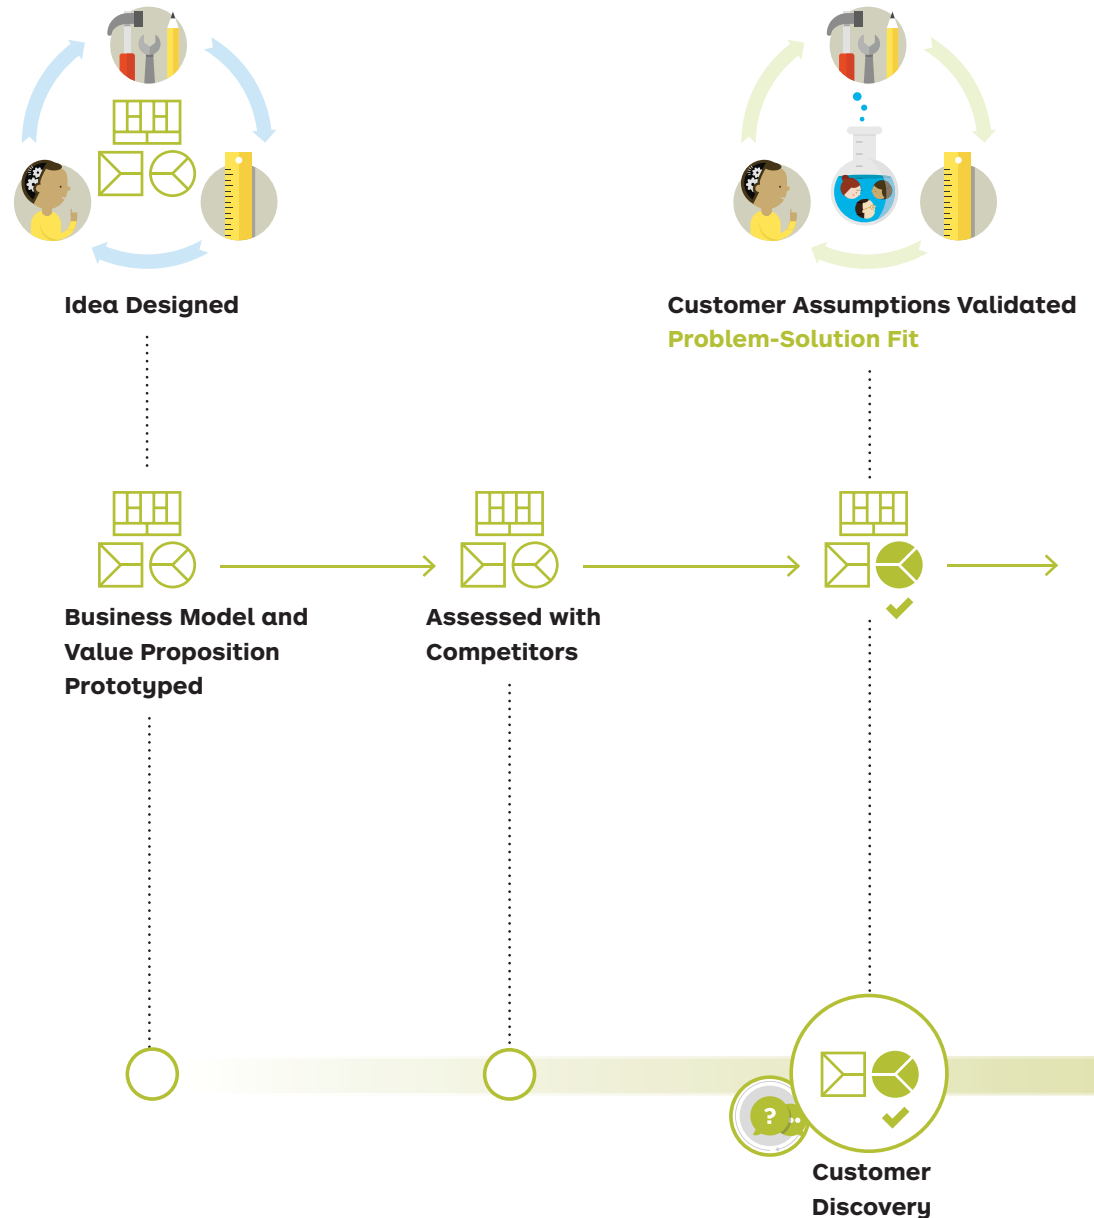 Idea Designed
Customer Assumptions Validated
Problem-Solution Fit
Business Model and
Value Proposition
Prototyped
Assessed with
Competitors
?
Customer
Discovery